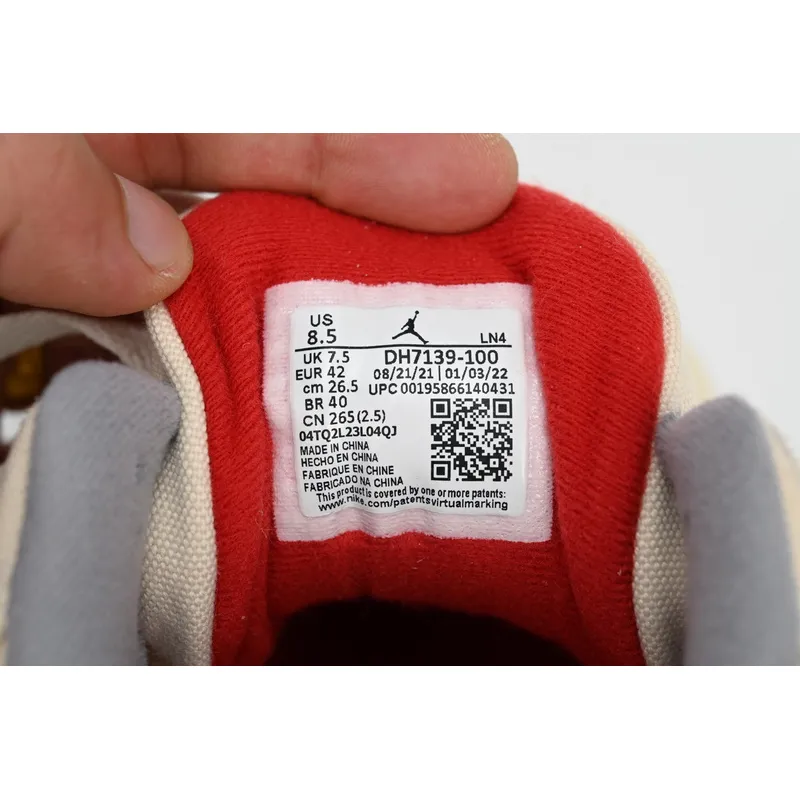 US
8.5
LN4
UK 7.5
DH7139-100
EUR 42
08/21/21 | 01/03/22
cm 26.5
UPC 00195866140431
BR 40
CN 265 (2.5)
04TQ2L23L04QJ
MADE IN CHINA
HECHO EN CHINA
FABRIQUE EN CHINE
FABRICADO NA CHINA
This product is covered by one or more patents:
www.nike.com/patentsvirtualmarking